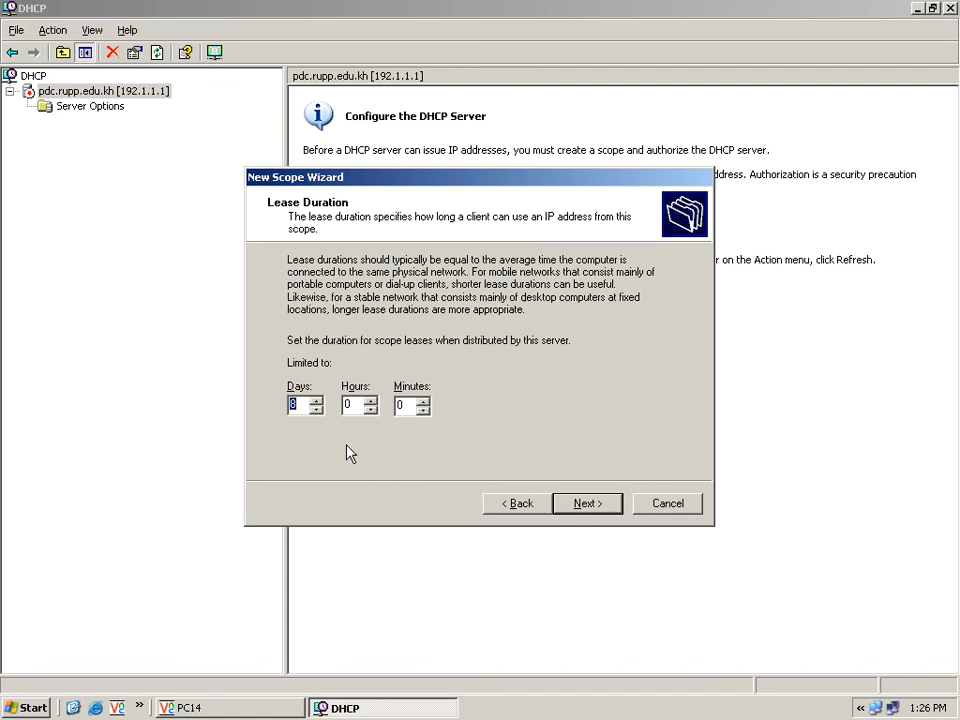 DHCP
File Action View Help
DHCP
pdc.rupp.edu.kh [192.1.1.1]
Server Options
pdc.rupp.edu.kh [192.1.1.1]
Configure the DHCP Server
Before a DHCP server can issue IP addresses, you must create a scope and authorize the DHCP server.
ddress. Authorization is a security precaution
r on the Action menu, click Refresh.
New Scope Wizard
Lease Duration
The lease duration specifies how long a client can use an IP address from this
scope.
Lease durations should typically be equal to the average time the computer is
connected to the same physical network. For mobile networks that consist mainly of
portable computers or dial-up clients, shorter lease durations can be useful.
Likewise, for a stable network that consists mainly of desktop computers at fixed
locations, longer lease durations are more appropriate.
Set the duration for scope leases when distributed by this server.
Limited to:
Days: Hours: Minutes:
8 0 0
< Back Next > Cancel
Start V2 » V2 PC14 DHCP « 1:26 PM